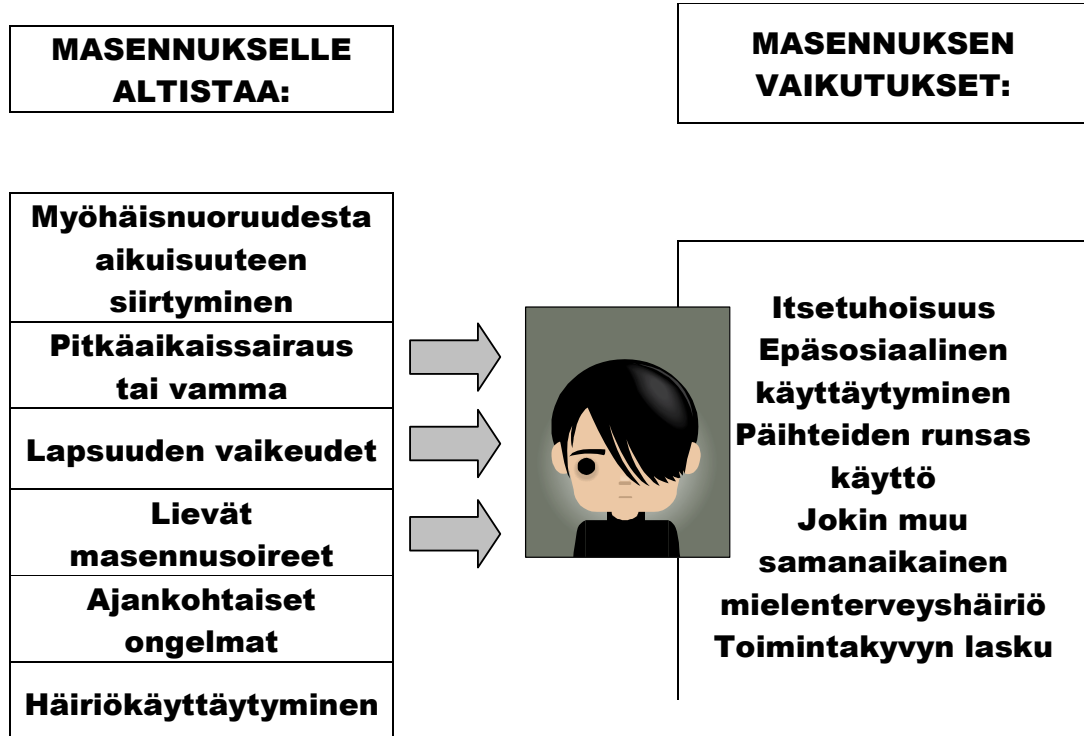 MASENNUKSELLE
ALTISTAA:
MASENNUKSEN
VAIKUTUKSET:
Myöhäisnuoruudesta
aikuisuuteen
siirtyminen
Pitkäaikaissairaus
tai vamma
Lapsuuden vaikeudet
Lievät
masennusoireet
Ajankohtaiset
ongelmat
Häiriökäyttäytyminen
Itsetuhoisuus
Epäsosiaalinen
käyttäytyminen
Päihteiden runsas
käyttö
Jokin muu
samanaikainen
mielenterveyshäiriö
Toimintakyvyn lasku